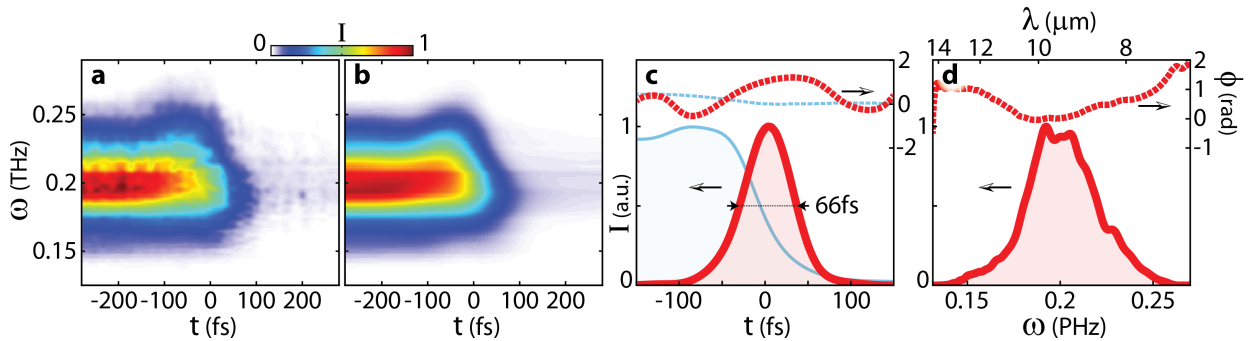 0 I 1
a
b
c
d
ω (THz)
0.25
0.2
0.15
-200 -100 0 100 200
t (fs)
-200 -100 0 100 200 300
t (fs)
I (a.u.)
1
0
2
0
-2
66fs
-100 0 100
t (fs)
λ (μm)
14 12 10 8
1
0
2
1
0
-1
ϕ (rad)
0.15 0.2 0.25
ω (PHz)